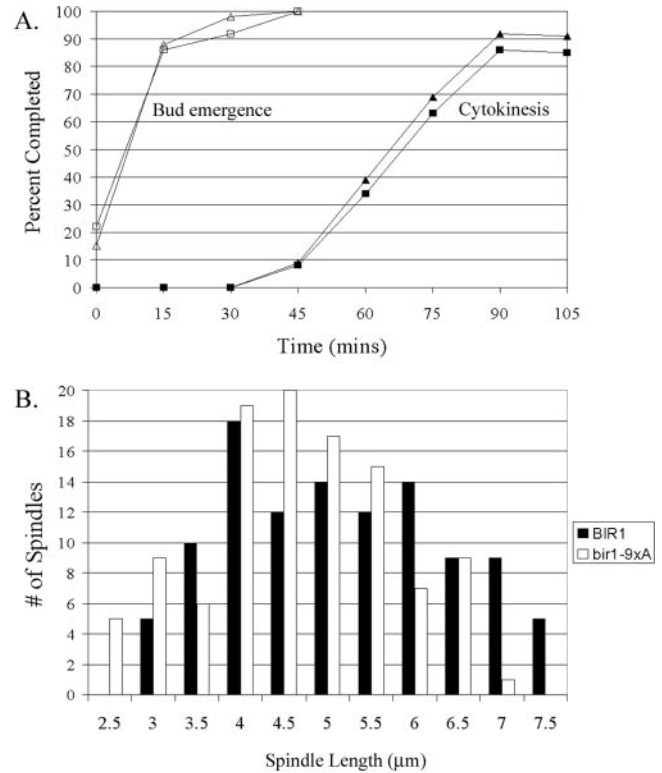 A.
100
90
80
70
60
50
40
30
20
10
0
Percent Completed
Bud emergence
Cytokinesis
0 15 30 45 60 75 90 105
Time (mins)
B.
20
18
16
14
12
10
8
6
4
2
0
# of Spindles
BIR1
bir1-9xA
2.5 3 3.5 4 4.5 5 5.5 6 6.5 7 7.5
Spindle Length (µm)